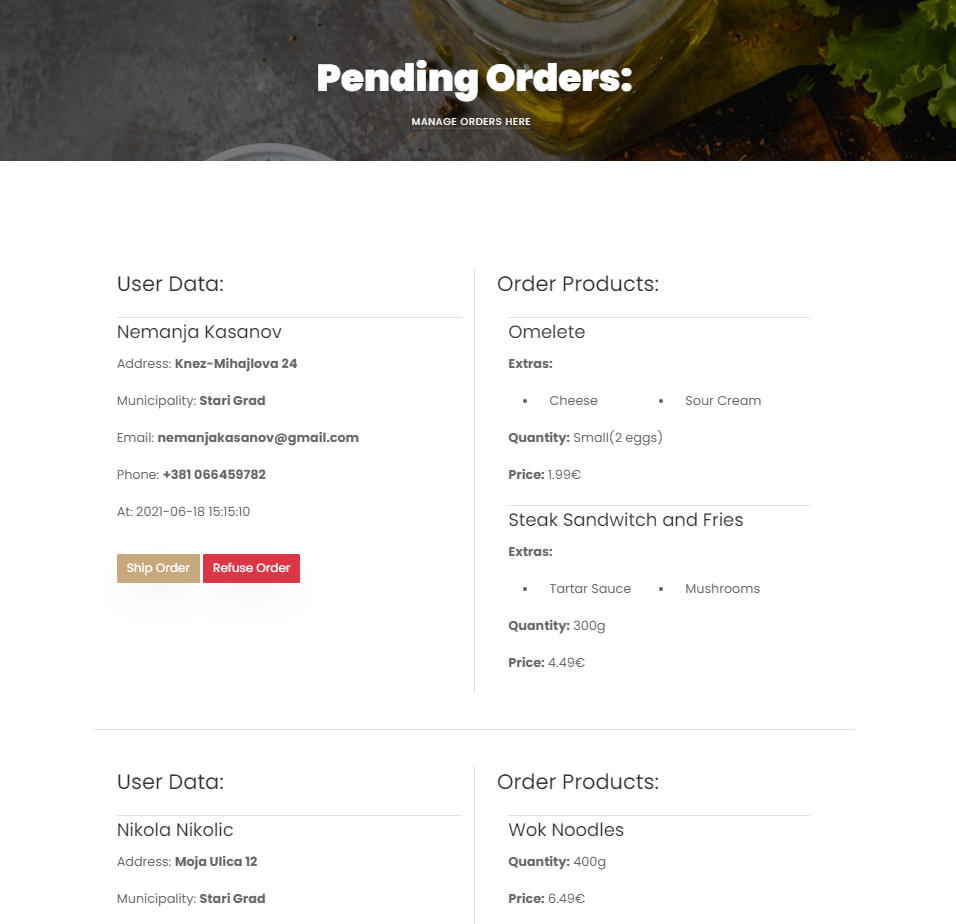 Pending Orders:
MANAGE ORDERS HERE
User Data:
Nemanja Kasanov
Address: Knez-Mihajlova 24
Municipality: Stari Grad
Email: nemanjakasanov@gmail.com
Phone: +381 066459782
At: 2021-06-18 15:15:10
Ship Order Refuse Order
Order Products:
Omelete
Extras:
• Cheese • Sour Cream
Quantity: Small(2 eggs)
Price: 1.99€
Steak Sandwitch and Fries
Extras:
• Tartar Sauce • Mushrooms
Quantity: 300g
Price: 4.49€
User Data:
Nikola Nikolic
Address: Moja Ulica 12
Municipality: Stari Grad
Order Products:
Wok Noodles
Quantity: 400g
Price: 6.49€